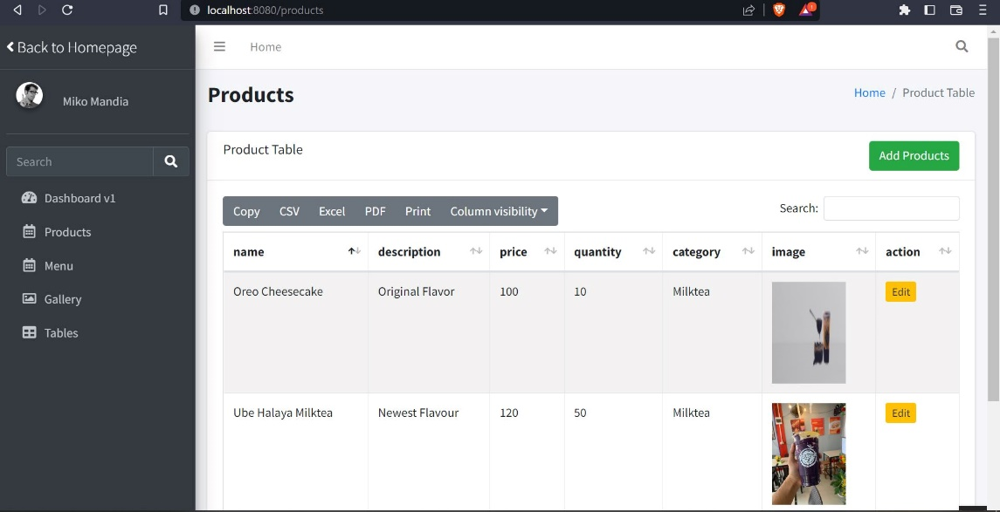 localhost:8080/products
1
Back to Homepage
Home
Miko Mandia
Products
Home / Product Table
Search
Product Table
Add Products
Dashboard v1
Products
Menu
Gallery
Tables
Copy CSV Excel PDF Print Column visibility
Search:
name description price quantity category image action
Oreo Cheesecake Original Flavor 100 10 Milktea Edit
Ube Halaya Milktea Newest Flavour 120 50 Milktea Edit